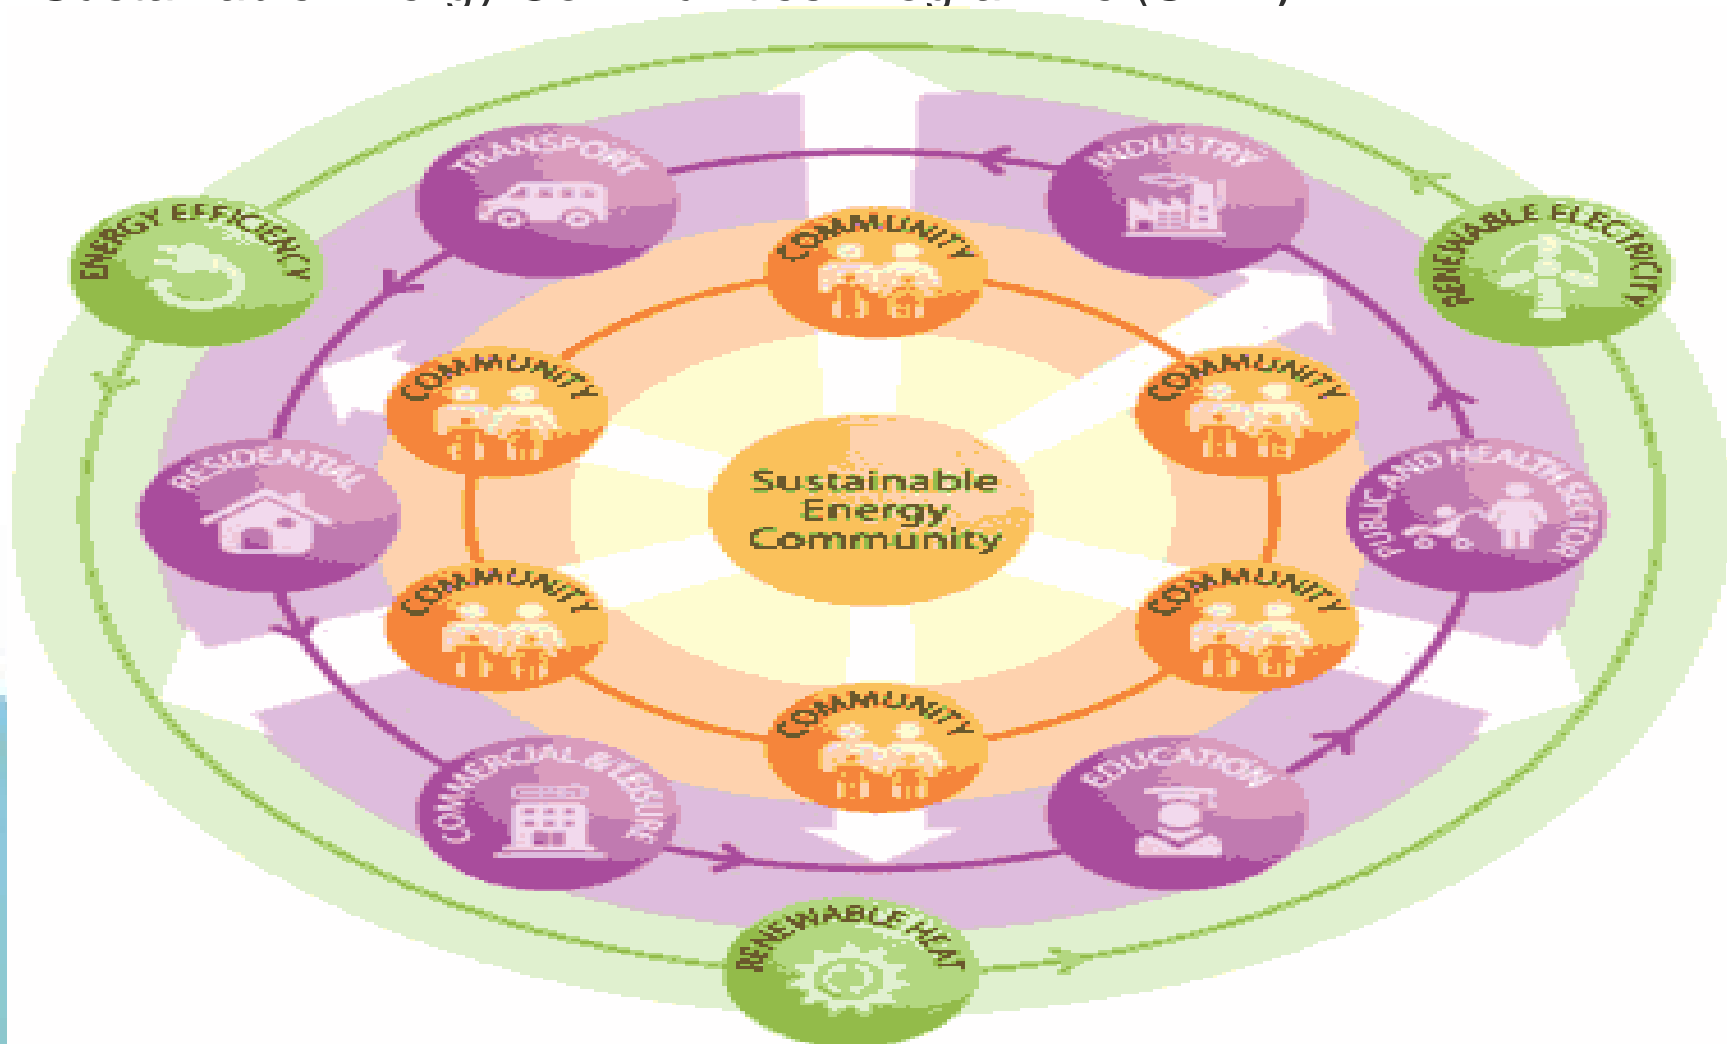 TRANSPORT
INDUSTRY
ENERGY EFFICIENCY
COMMUNITY
RENEWABLE ELECTRICITY
COMMUNITY
COMMUNITY
RESIDENTIAL
Sustainable
Energy
Community
PUBLIC AND HEALTH SECTOR
COMMUNITY
COMMUNITY
COMMUNITY
COMMERCIAL & LEISURE
EDUCATION
RENEWABLE HEAT